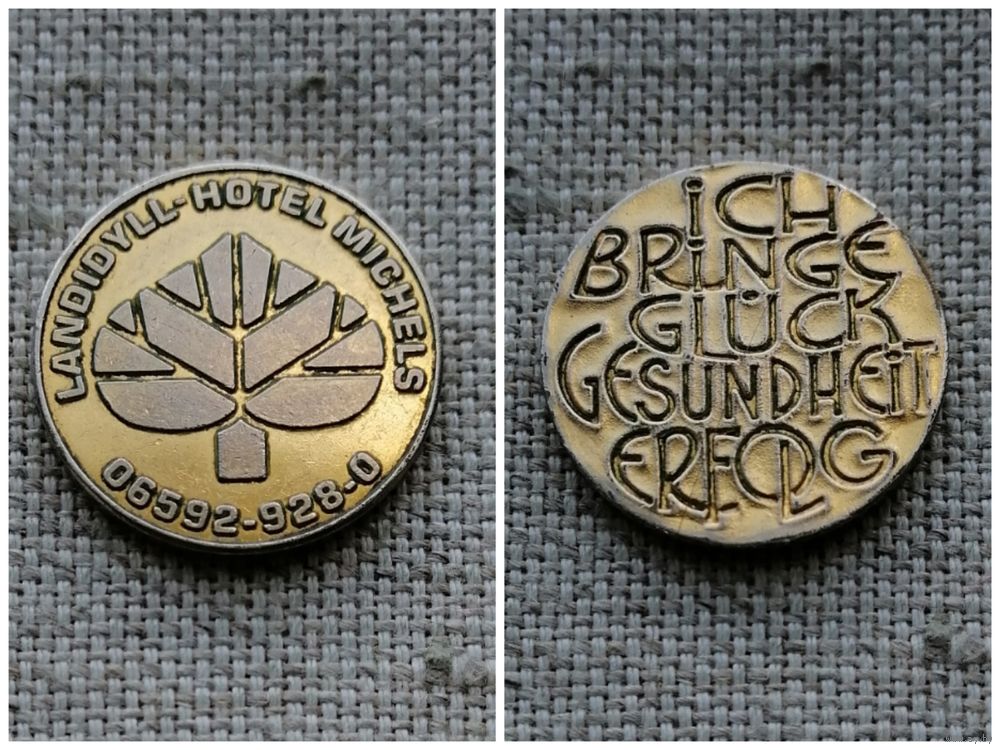 LANDIDYLL-HOTEL MICHELS
06592-928-0
iCH
BRiNGE
GLÜCK
GESUNDHEiT
ERFOLG